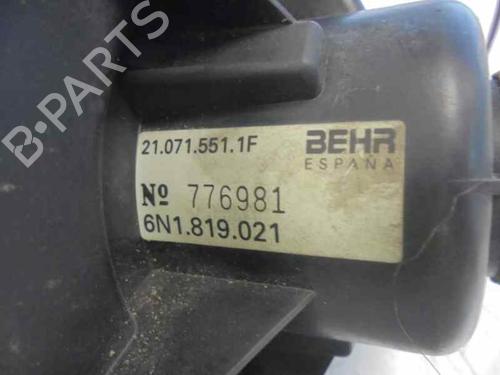 B-PARTS
21.071.551.1F
BEHR
ESPAÑA
Nº 776981
6N1.819.021